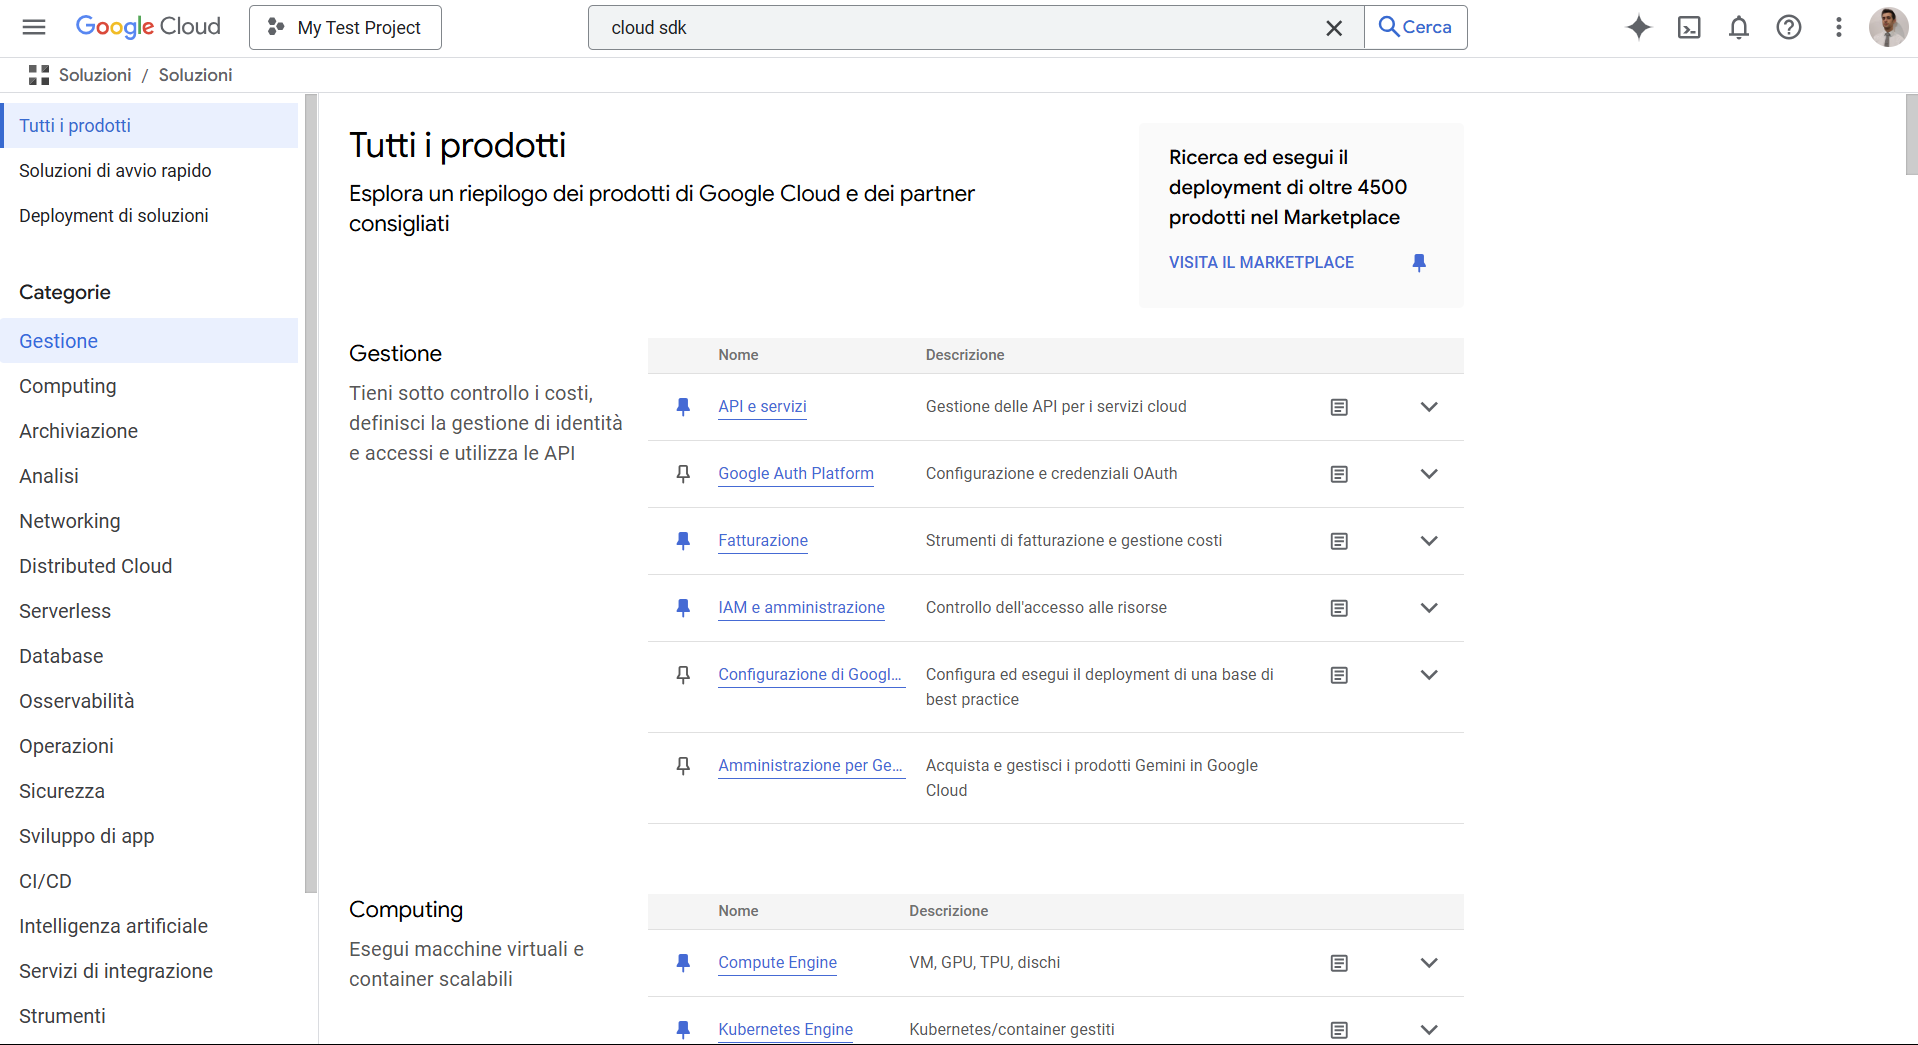 Google Cloud
My Test Project
cloud sdk
Cerca
Soluzioni / Soluzioni
Tutti i prodotti
Soluzioni di avvio rapido
Deployment di soluzioni
Categorie
Gestione
Computing
Archiviazione
Analisi
Networking
Distributed Cloud
Serverless
Database
Osservabilità
Operazioni
Sicurezza
Sviluppo di app
CI/CD
Intelligenza artificiale
Servizi di integrazione
Strumenti
Tutti i prodotti
Esplora un riepilogo dei prodotti di Google Cloud e dei partner
consigliati
Ricerca ed esegui il
deployment di oltre 4500
prodotti nel Marketplace
VISITA IL MARKETPLACE
Gestione
Tieni sotto controllo i costi,
definisci la gestione di identità
e accessi e utilizza le API
Nome Descrizione
API e servizi Gestione delle API per i servizi cloud
Google Auth Platform Configurazione e credenziali OAuth
Fatturazione Strumenti di fatturazione e gestione costi
IAM e amministrazione Controllo dell'accesso alle risorse
Configurazione di Googl... Configura ed esegui il deployment di una base di
best practice
Amministrazione per Ge... Acquista e gestisci i prodotti Gemini in Google
Cloud
Computing
Esegui macchine virtuali e
container scalabili
Nome Descrizione
Compute Engine VM, GPU, TPU, dischi
Kubernetes Engine Kubernetes/container gestiti